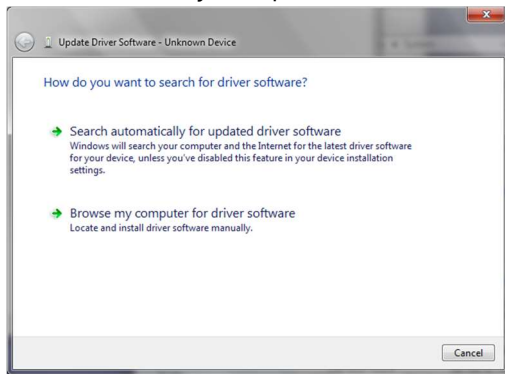 Update Driver Software - Unknown Device
How do you want to search for driver software?
Search automatically for updated driver software
Windows will search your computer and the Internet for the latest driver software
for your device, unless you've disabled this feature in your device installation
settings.
Browse my computer for driver software
Locate and install driver software manually.
Cancel